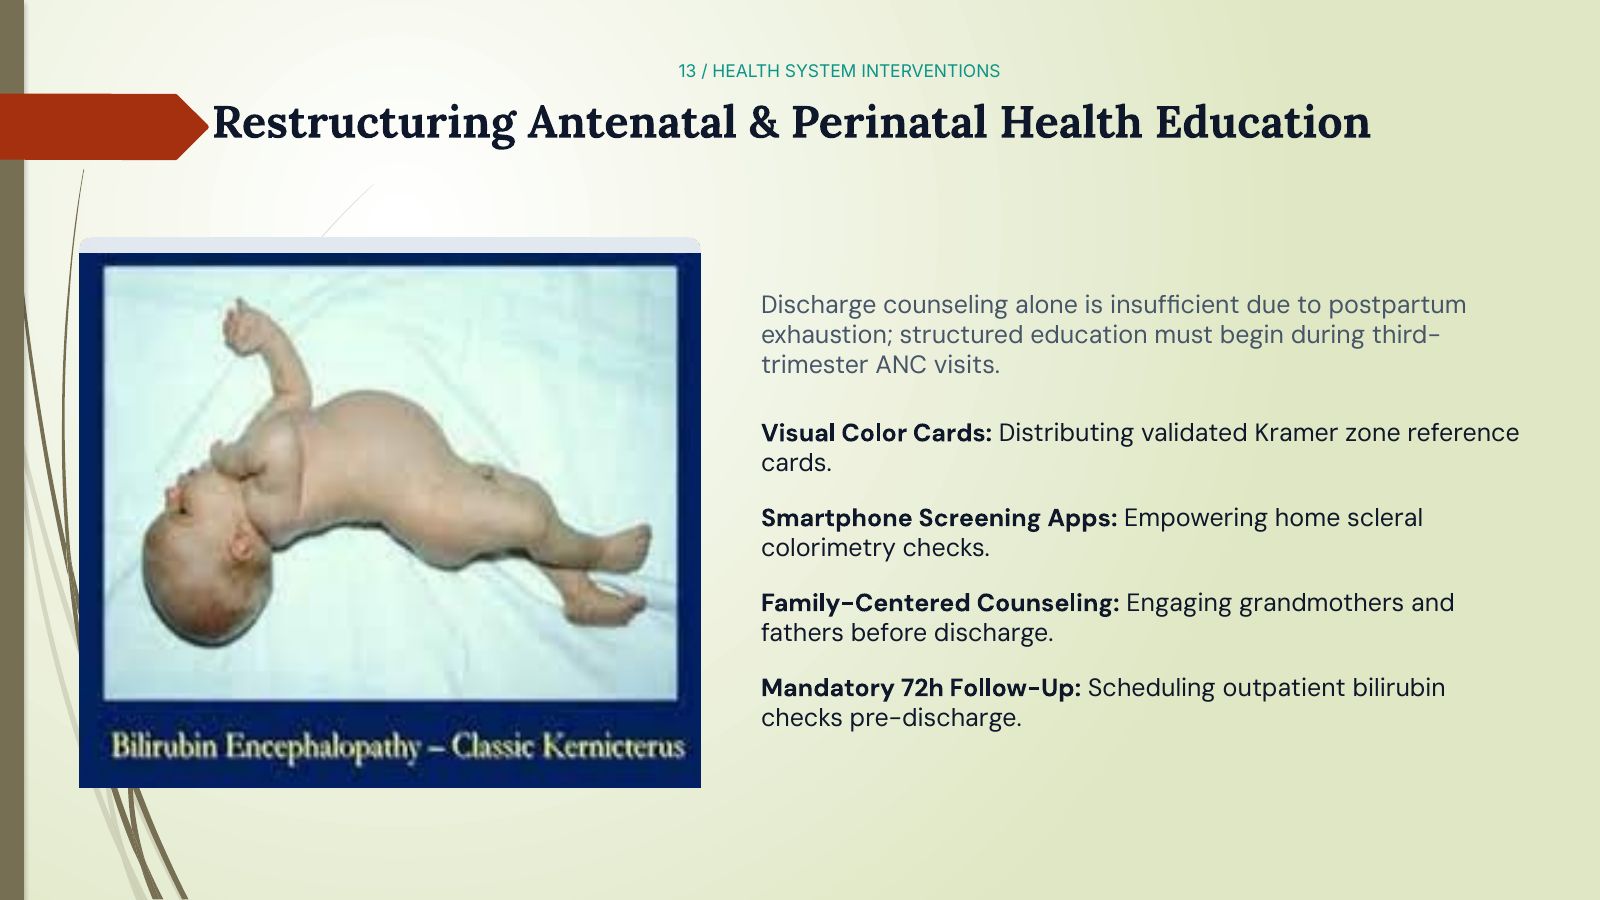 13 / HEALTH SYSTEM INTERVENTIONS
Restructuring Antenatal & Perinatal Health Education
Bilirubin Encephalopathy – Classic Kernicterus
Discharge counseling alone is insufficient due to postpartum
exhaustion; structured education must begin during third-
trimester ANC visits.
Visual Color Cards: Distributing validated Kramer zone reference
cards.
Smartphone Screening Apps: Empowering home scleral
colorimetry checks.
Family-Centered Counseling: Engaging grandmothers and
fathers before discharge.
Mandatory 72h Follow-Up: Scheduling outpatient bilirubin
checks pre-discharge.